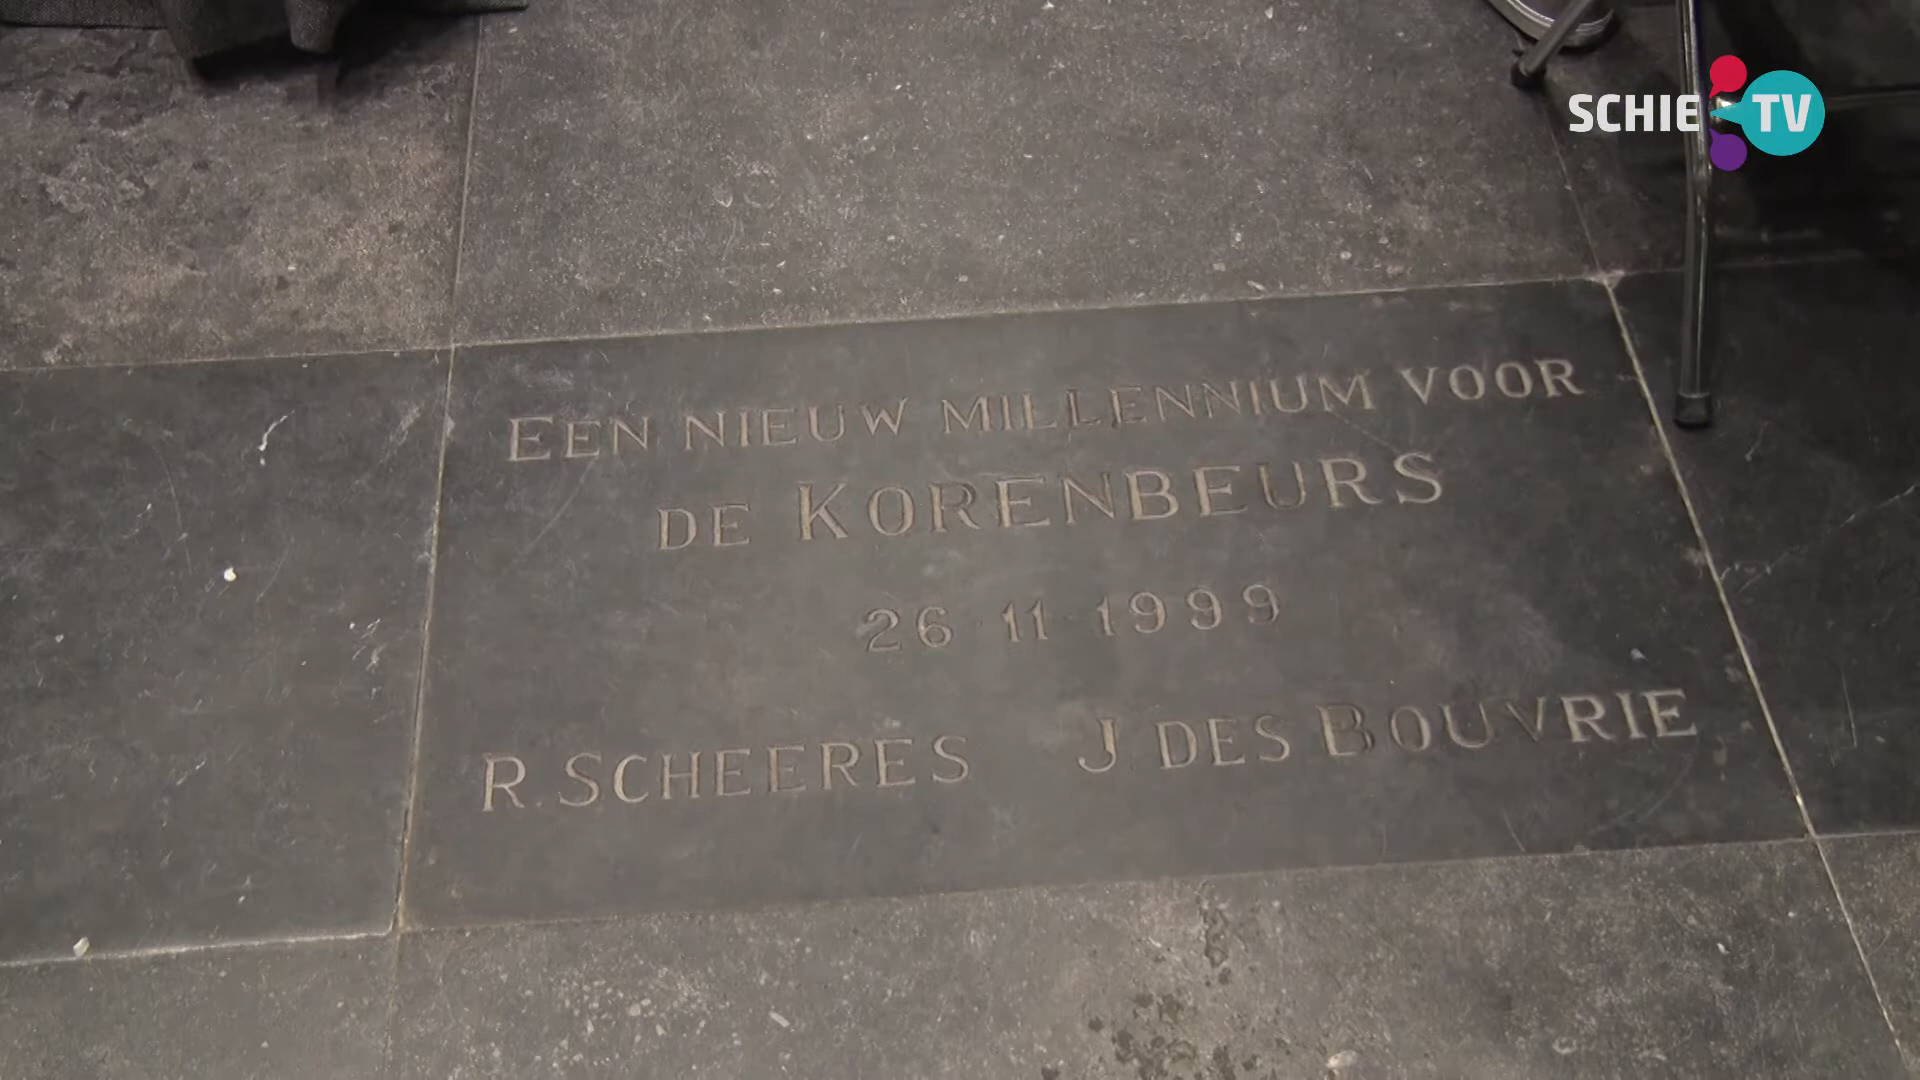 SCHIE TV
EEN NIEUW MILLENNIUM VOOR
DE KORENBEURS
26 11 1999
R. SCHEERES J. DES BOUVRIE